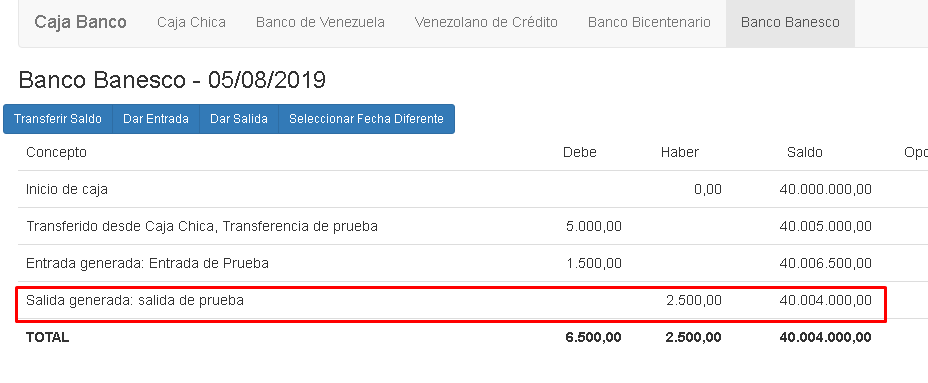 Caja Banco Caja Chica Banco de Venezuela Venezolano de Crédito Banco Bicentenario Banco Banesco
Banco Banesco - 05/08/2019
Transferir Saldo Dar Entrada Dar Salida Seleccionar Fecha Diferente
Concepto Debe Haber Saldo Opc
Inicio de caja 0,00 40.000.000,00
Transferido desde Caja Chica, Transferencia de prueba 5.000,00 40.005.000,00
Entrada generada: Entrada de Prueba 1.500,00 40.006.500,00
Salida generada: salida de prueba 2.500,00 40.004.000,00
TOTAL 6.500,00 2.500,00 40.004.000,00